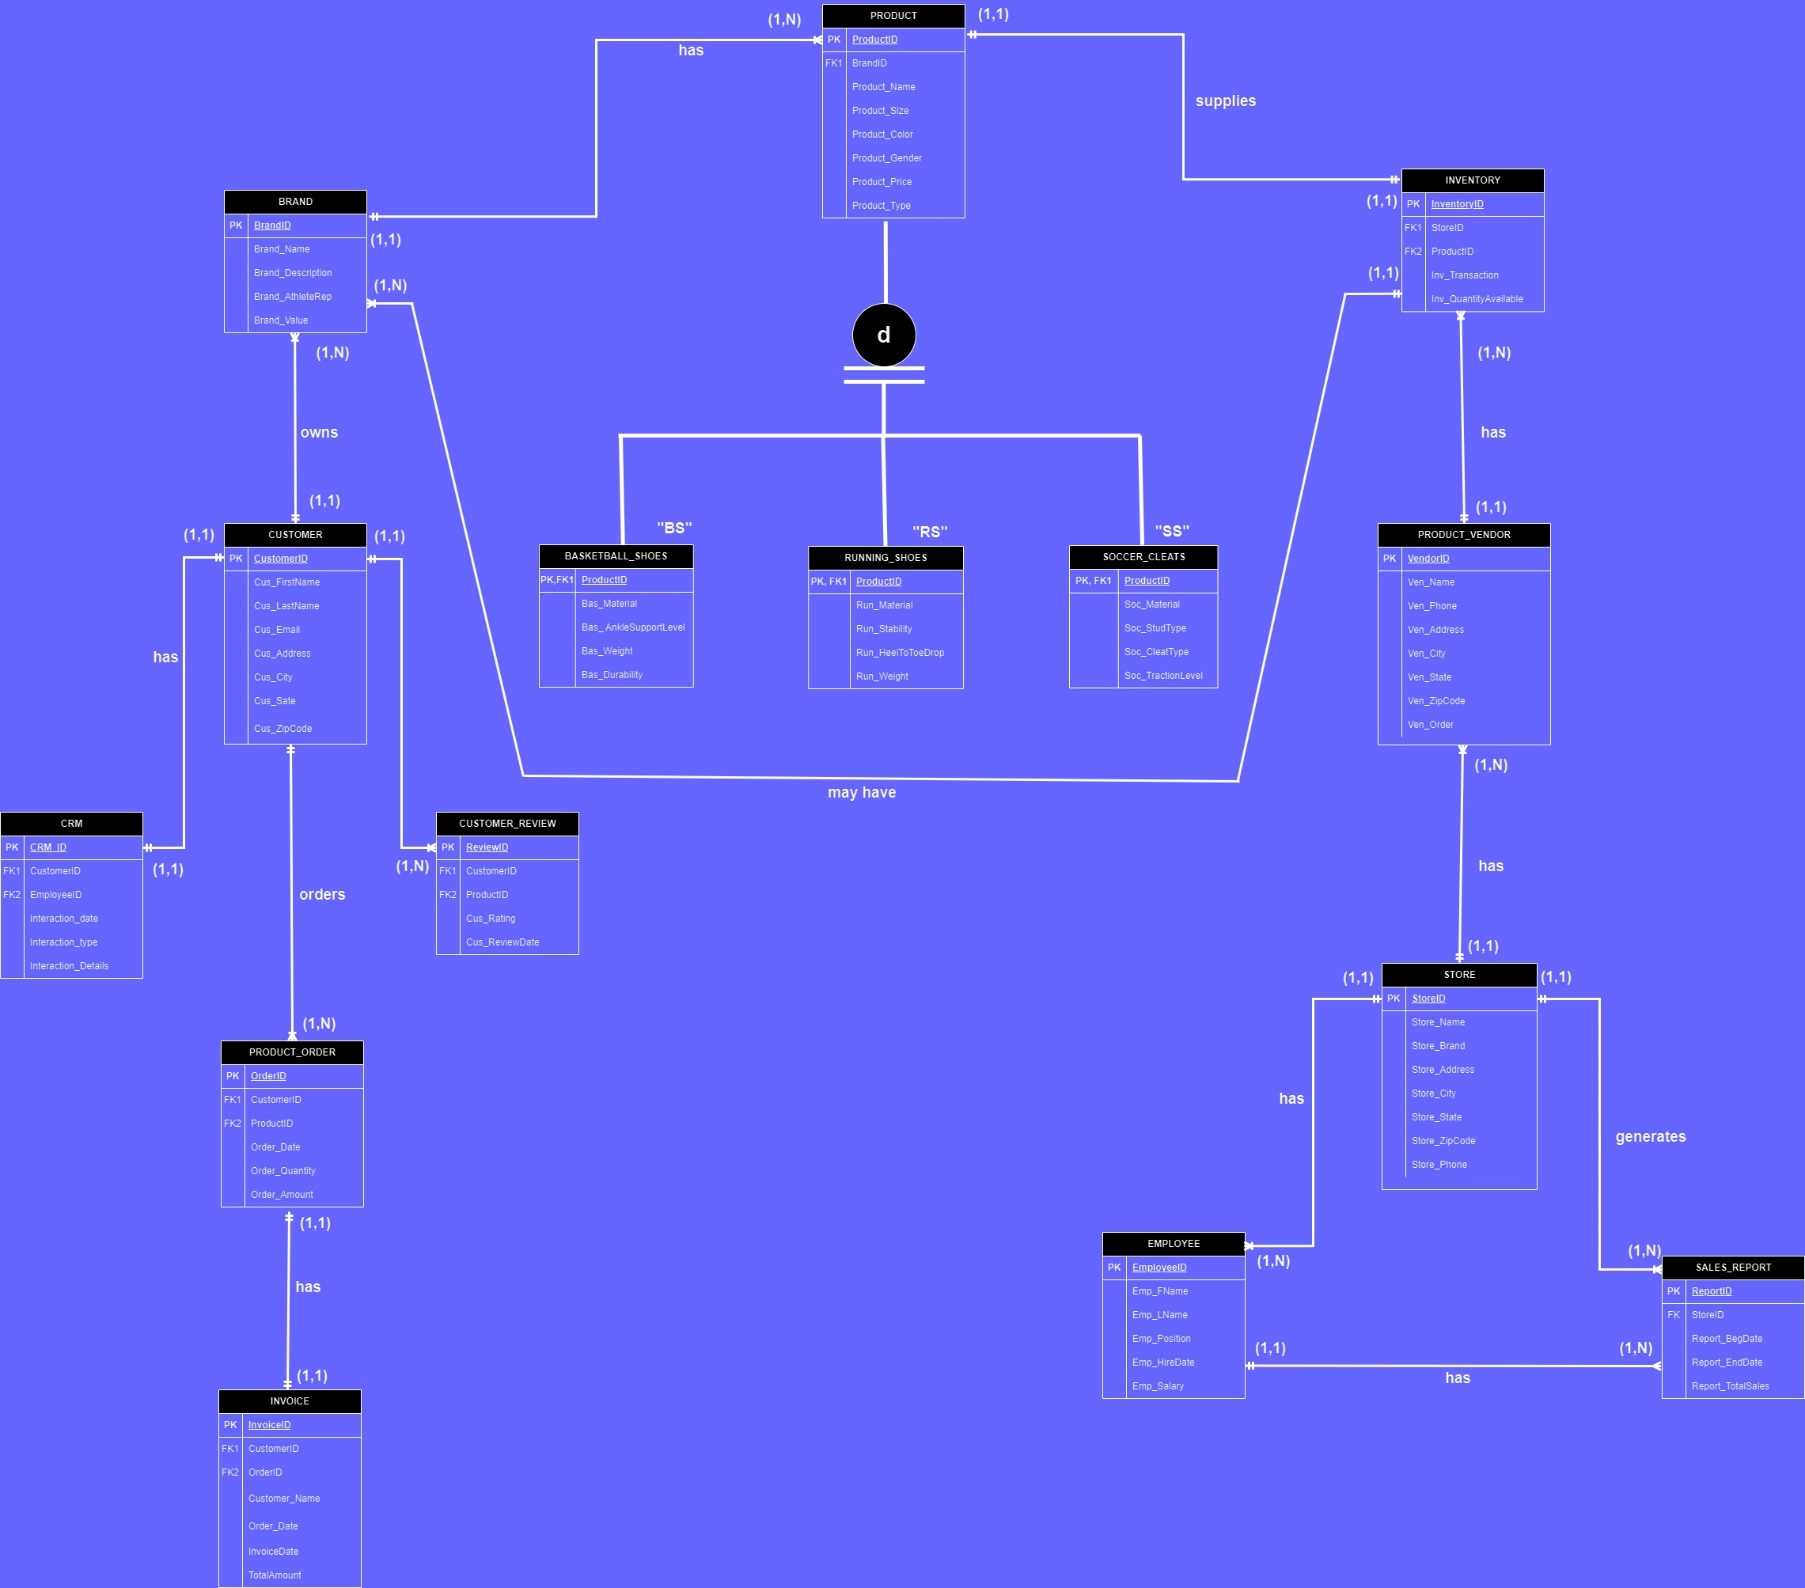 (1,N)
PRODUCT
(1,1)
PK ProductID
has
FK1 BrandID
Product_Name
Product_Size
Product_Color
Product_Gender
Product_Price
Product_Type
supplies
BRAND
PK BrandID
Brand_Name
Brand_Description
Brand_AthleteRep
Brand_Value
(1,1)
(1,N)
(1,N)
INVENTORY
(1,1)
PK InventoryID
FK1 StoreID
FK2 ProductID
Inv_Transaction
Inv_QuantityAvailable
(1,1)
(1,N)
d
owns
has
(1,1)
(1,1)
"BS"
"RS"
"SS"
(1,1)
CUSTOMER
(1,1)
PK CustomerID
Cus_FirstName
Cus_LastName
Cus_Email
Cus_Address
Cus_City
Cus_Sate
Cus_ZipCode
has
BASKETBALL_SHOES
PK,FK1 ProductID
Bas_Material
Bas_ AnkleSupportLevel
Bas_Weight
Bas_Durability
RUNNING_SHOES
PK, FK1 ProductID
Run_Material
Run_Stability
Run_HeelToToeDrop
Run_Weight
SOCCER_CLEATS
PK, FK1 ProductID
Soc_Material
Soc_StudType
Soc_CleatType
Soc_TractionLevel
PRODUCT_VENDOR
PK VendorID
Ven_Name
Ven_Phone
Ven_Address
Ven_City
Ven_State
Ven_ZipCode
Ven_Order
(1,N)
may have
CRM
PK CRM_ID
FK1 CustomerID
FK2 EmployeeID
Interaction_date
Interaction_type
Interaction_Details
(1,1)
orders
(1,N)
CUSTOMER_REVIEW
PK ReviewID
FK1 CustomerID
FK2 ProductID
Cus_Rating
Cus_ReviewDate
has
(1,1)
(1,1)
STORE
(1,1)
PK StoreID
Store_Name
Store_Brand
Store_Address
Store_City
Store_State
Store_ZipCode
Store_Phone
(1,N)
PRODUCT_ORDER
PK OrderID
FK1 CustomerID
FK2 ProductID
Order_Date
Order_Quantity
Order_Amount
(1,1)
has
generates
has
EMPLOYEE
PK EmployeeID
Emp_FName
Emp_LName
Emp_Position
Emp_HireDate
Emp_Salary
(1,N)
(1,1)
(1,N)
SALES_REPORT
PK ReportID
FK StoreID
Report_BegDate
Report_EndDate
Report_TotalSales
(1,N)
has
(1,1)
INVOICE
PK InvoiceID
FK1 CustomerID
FK2 OrderID
Customer_Name
Order_Date
InvoiceDate
TotalAmount